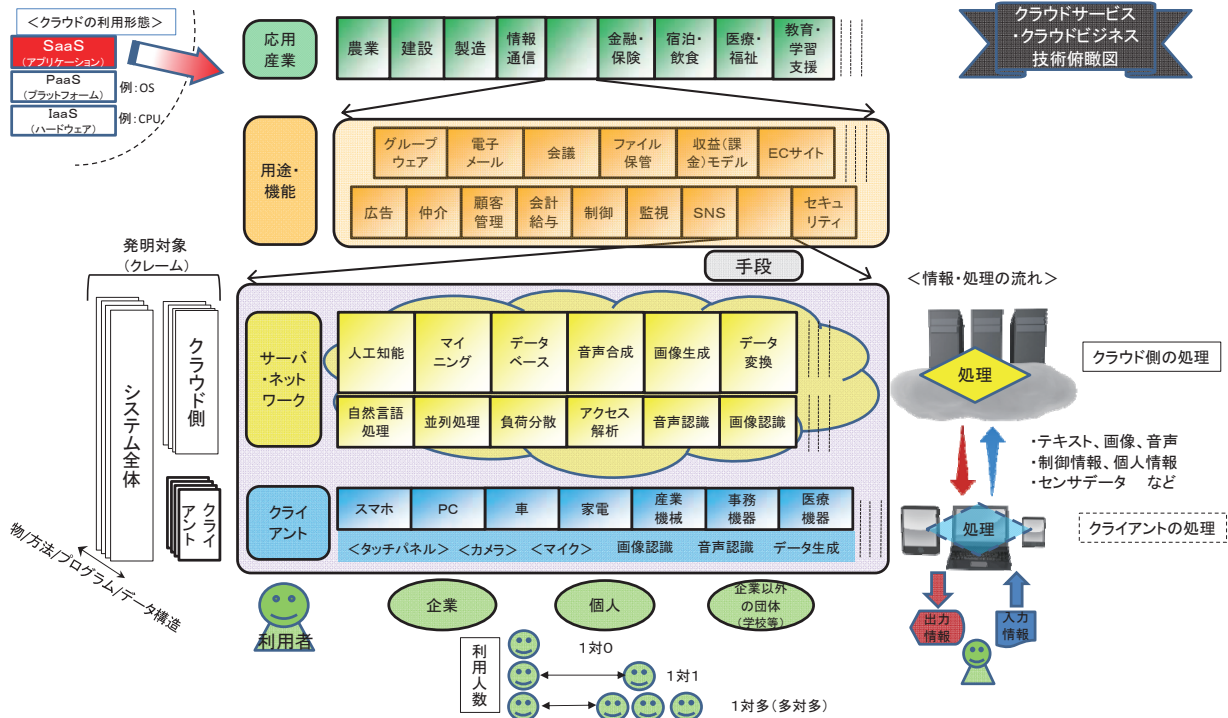 ＜クラウドの利用形態＞
SaaS
（アプリケーション）
PaaS
（プラットフォーム）
例：OS
IaaS
（ハードウェア）
例：CPU
クラウドサービス
・クラウドビジネス
技術俯瞰図
応用
産業
農業
建設
製造
情報
通信
金融・
保険
宿泊・
飲食
医療・
福祉
教育・
学習
支援
用途・
機能
グループ
ウェア
電子
メール
会議
ファイル
保管
収益（課
金）モデル
ECサイト
広告
仲介
顧客
管理
会計
給与
制御
監視
SNS
セキュ
リティ
手段
発明対象
（クレーム）
システム全体
クラウド側
クライ
アント
物/方法/プログラム/データ構造
サーバ
・ネット
ワーク
人工知能
マイ
ニング
データ
ベース
音声合成
画像生成
データ
変換
自然言語
処理
並列処理
負荷分散
アクセス
解析
音声認識
画像認識
クライ
アント
スマホ
PC
車
家電
産業
機械
事務
機器
医療
機器
＜タッチパネル＞
＜カメラ＞
＜マイク＞
画像認識
音声認識
データ生成
＜情報・処理の流れ＞
処理
クラウド側の処理
・テキスト、画像、音声
・制御情報、個人情報
・センサデータ など
処理
クライアントの処理
出力
情報
入力
情報
利用者
企業
個人
企業以外
の団体
（学校等）
利用人数
1対0
1対1
1対多（多対多）